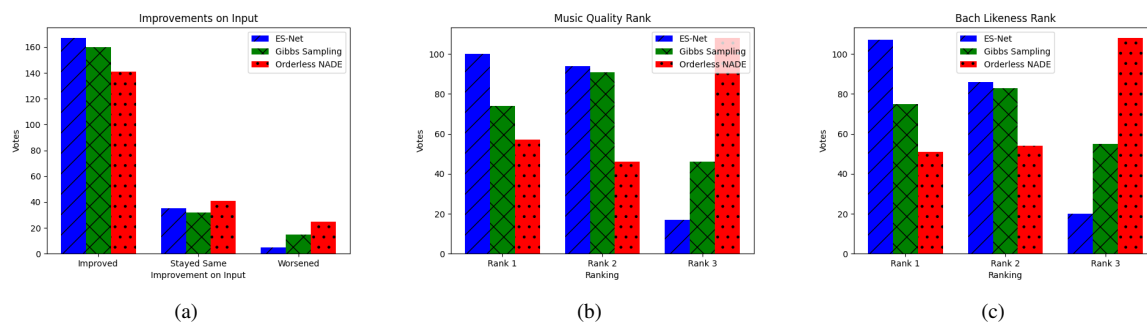 Improvements on Input
ES-Net
Gibbs Sampling
Orderless NADE
160
140
120
100
80
60
40
20
0
Votes
Improved
Stayed Same
Worsened
Improvement on Input
(a)
Music Quality Rank
ES-Net
Gibbs Sampling
Orderless NADE
100
80
60
40
20
0
Votes
Rank 1
Rank 2
Rank 3
Ranking
(b)
Bach Likeness Rank
ES-Net
Gibbs Sampling
Orderless NADE
100
80
60
40
20
0
Votes
Rank 1
Rank 2
Rank 3
Ranking
(c)